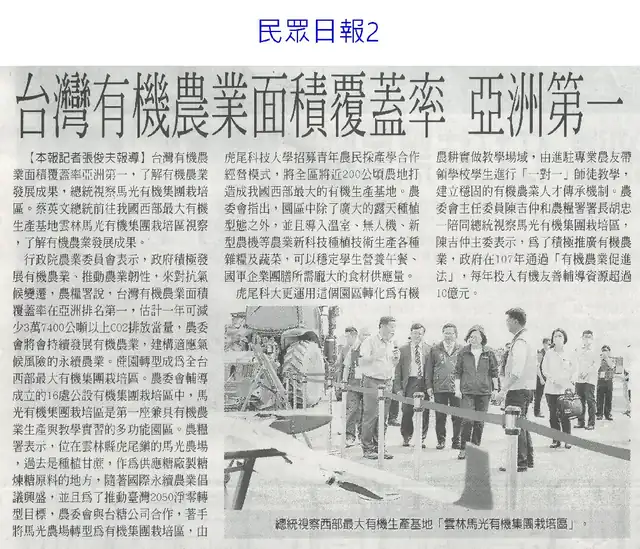 民眾日報2
台灣有機農業面積覆蓋率 亞洲第一
【本報記者張俊夫報導】台灣有機農
業面積覆蓋率亞洲第一，了解有機農業
發展成果，總統視察馬光有機集團栽培
區。蔡英文總統前往我國西部最大有機
生產基地雲林馬光有機集團栽培區視察
，了解有機農業發展成果。
行政院農業委員會表示，政府積極發
展有機農業、推動農業韌性，來對抗氣
候變遷，農糧署說，台灣有機農業面積
覆蓋率在亞洲排名第一，估計一年可減
少3萬7400公噸以上CO2排放當量，農委
會將會持續發展有機農業，建構適應氣
候風險的永續農業。蔗園轉型成為全台
西部最大有機集團栽培區。農委會輔導
成立的16處公設有機集團栽培區中，馬
光有機集團栽培區是第一座兼具有機農
業生產與教學實習的多功能園區。農糧
署表示，位在雲林縣虎尾鎮的馬光農場
，過去是種植甘蔗，作為供應糖廠製糖
煉糖原料的地方，隨著國際永續農業倡
議興盛，並且為了推動臺灣2050淨零轉
型目標，農委會與台糖公司合作，著手
將馬光農場轉型為有機集團栽培區，由
虎尾科技大學招募青年農民採產學合作
經營模式，將全區將近200公頃農地打
造成我國西部最大的有機生產基地。農
委會指出，園區中除了廣大的露天種植
型態之外，並且導入溫室、無人機、新
型農機等農業新科技種植技術生產各種
雜糧及蔬菜，可以穩定學生營養午餐、
國軍企業團膳所需龐大的食材供應量。
虎尾科大更運用這個園區轉化為有機
農耕實做教學場域，由進駐專業農友帶
領學校學生進行「一對一」師徒教學，
建立穩固的有機農業人才傳承機制。農
委會主任委員陳吉仲和農糧署署長胡忠
一陪同總統視察馬光有機集團栽培區，
陳吉仲主委表示，為了積極推廣有機農
業，政府在107年通過「有機農業促進
法」，每年投入有機友善輔導資源超過
10億元。
總統視察西部最大有機生產基地「雲林馬光有機集團栽培區」。